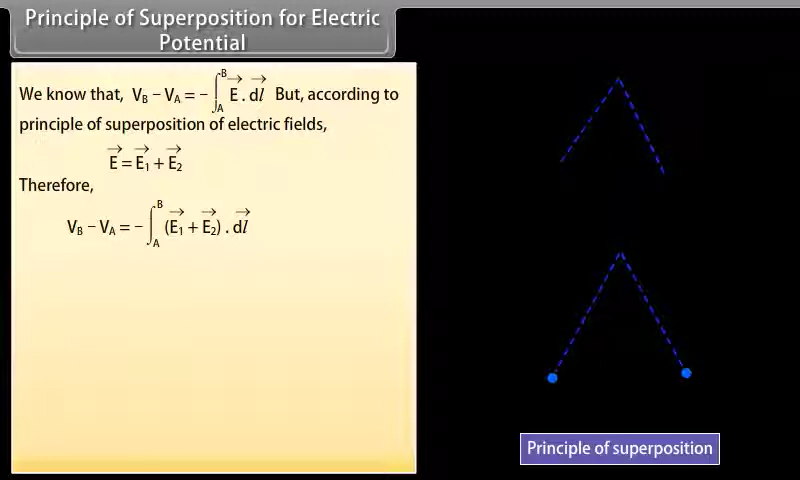 Principle of Superposition for Electric
Potential
We know that, V_B – V_A = – ∫_A^B E⃗ . dl⃗ But, according to
principle of superposition of electric fields,
E⃗ = E⃗₁ + E⃗₂
Therefore,
V_B – V_A = – ∫_A^B (E⃗₁ + E⃗₂) . dl⃗
Principle of superposition